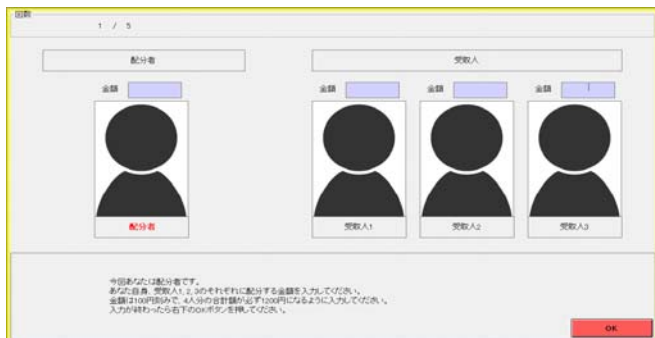 回数
1 / 5
配分者
受取人
金額
金額
金額
金額
配分者
受取人1
受取人2
受取人3
今回あなたは配分者です。
あなた自身、受取人1, 2, 3のそれぞれに配分する金額を入力してください。
金額は100円刻みで、4人分の合計額が必ず1200円になるように入力してください。
入力が終わったら右下のOKボタンを押してください。
OK